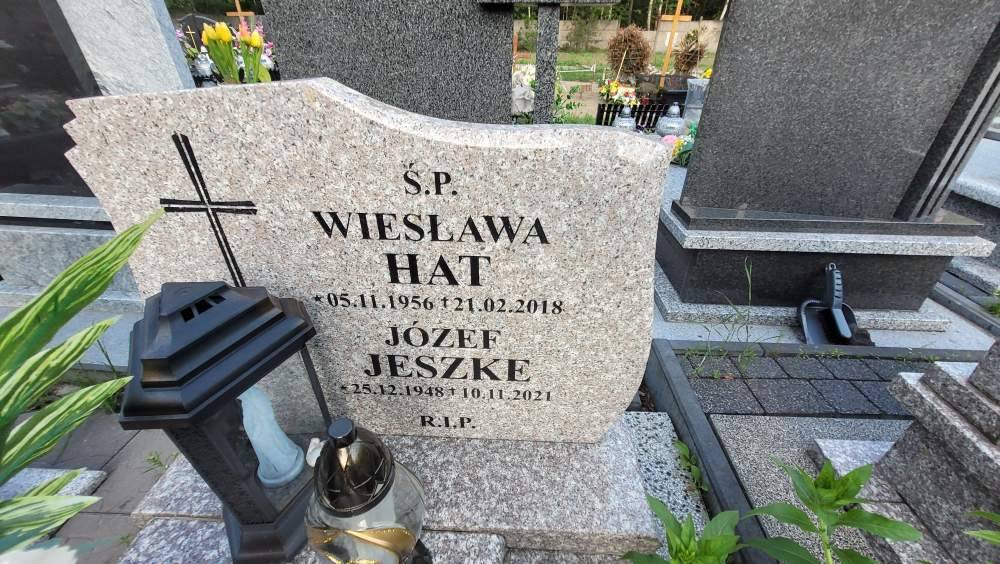 Ś.P.
WIESŁAWA
HAT
*05.11.1956 †21.02.2018
JÓZEF
JESZKE
*25.12.1948 † 10.11.2021
R.I.P.